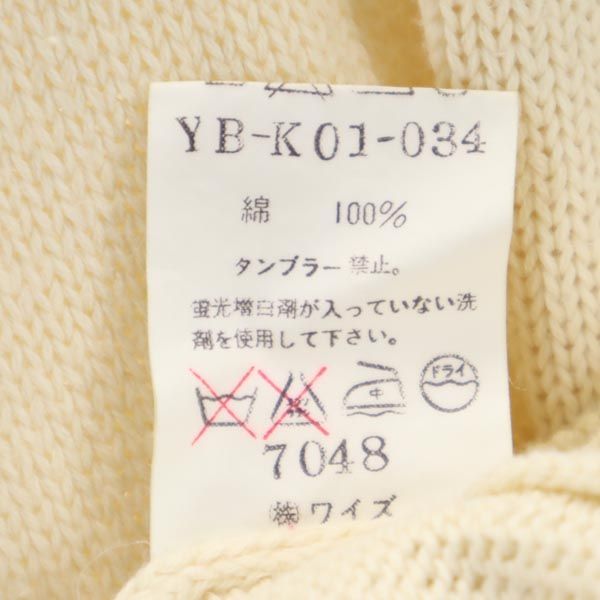 YB-K01-034
綿 100%
タンブラー禁止。
蛍光増白剤が入っていない洗
剤を使用して下さい。
中 ドライ
7048
㈱ワイズ